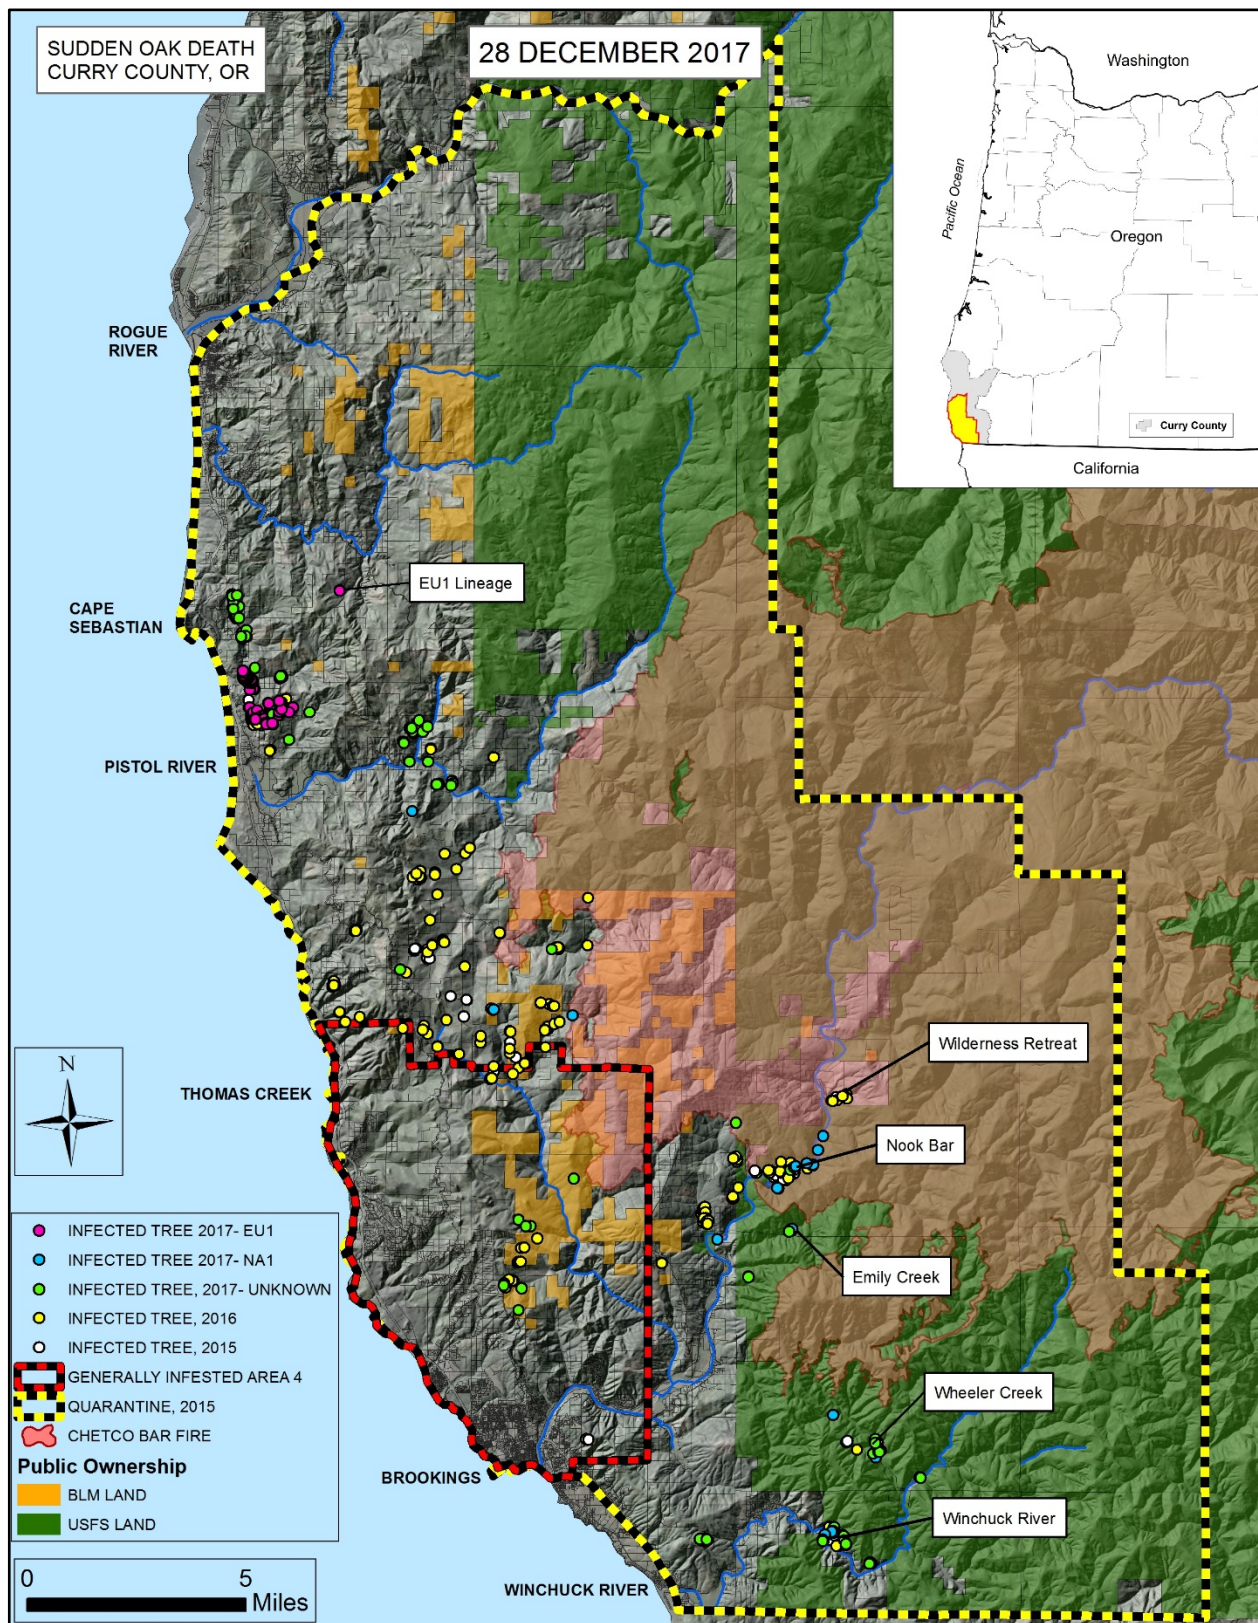 SUDDEN OAK DEATH
CURRY COUNTY, OR
28 DECEMBER 2017
Washington
Pacific Ocean
Oregon
Curry County
California
ROGUE
RIVER
EU1 Lineage
CAPE
SEBASTIAN
PISTOL RIVER
Wilderness Retreat
N
THOMAS CREEK
Nook Bar
Emily Creek
INFECTED TREE 2017- EU1
INFECTED TREE 2017- NA1
INFECTED TREE, 2017- UNKNOWN
INFECTED TREE, 2016
INFECTED TREE, 2015
GENERALLY INFESTED AREA 4
QUARANTINE, 2015
CHETCO BAR FIRE
Public Ownership
BLM LAND
USFS LAND
Wheeler Creek
BROOKINGS
Winchuck River
WINCHUCK RIVER
0 5
Miles